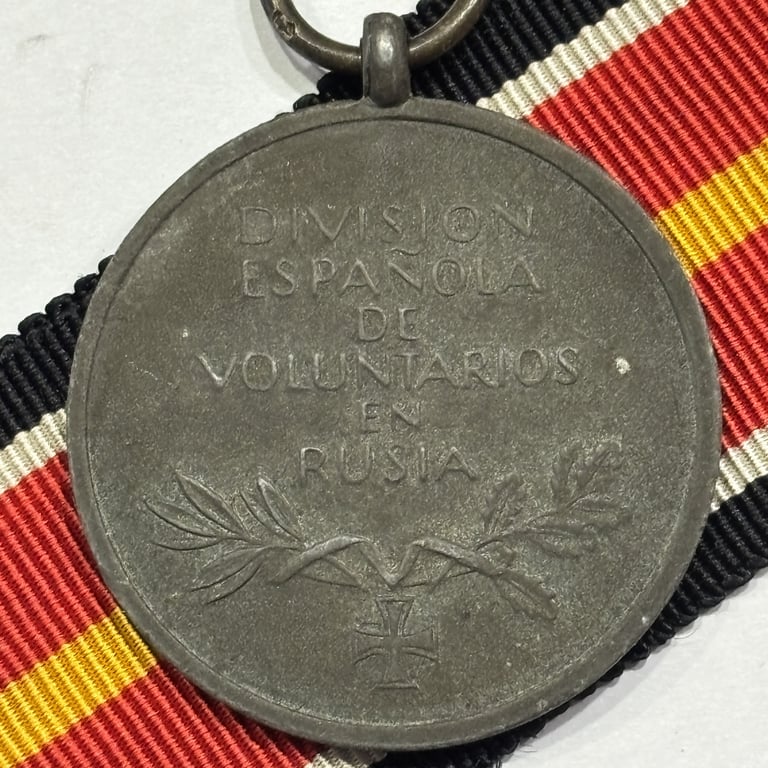 DIVISION
ESPAÑOLA
DE
VOLUNTARIOS
EN
RUSIA